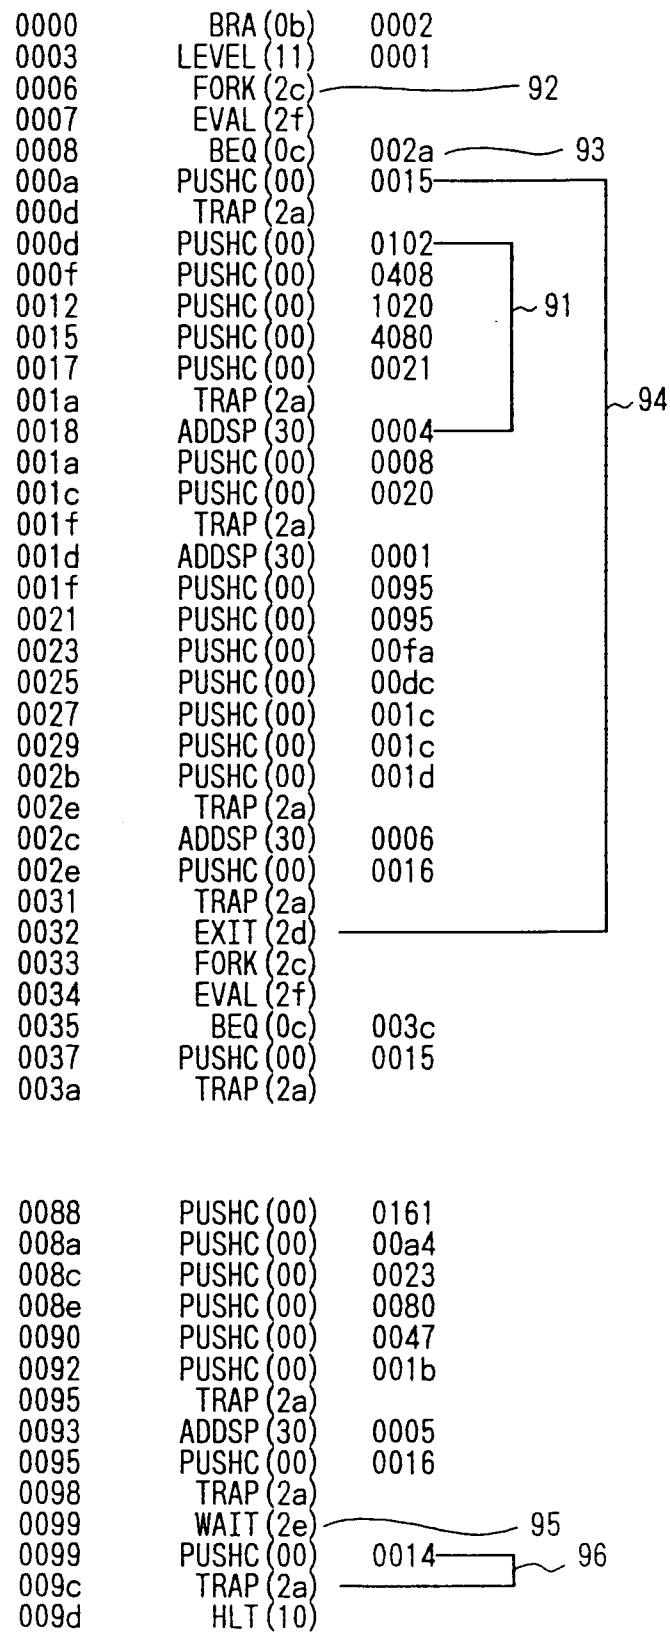 0000 BRA(0b) 0002
0003 LEVEL(11) 0001
0006 FORK(2c) 92
0007 EVAL(2f)
0008 BEQ(0c) 002a 93
000a PUSHC(00) 0015
000d TRAP(2a)
000d PUSHC(00) 0102
000f PUSHC(00) 0408
0012 PUSHC(00) 1020 91
0015 PUSHC(00) 4080
0017 PUSHC(00) 0021
001a TRAP(2a) 94
0018 ADDSP(30) 0004
001a PUSHC(00) 0008
001c PUSHC(00) 0020
001f TRAP(2a)
001d ADDSP(30) 0001
001f PUSHC(00) 0095
0021 PUSHC(00) 0095
0023 PUSHC(00) 00fa
0025 PUSHC(00) 00dc
0027 PUSHC(00) 001c
0029 PUSHC(00) 001c
002b PUSHC(00) 001d
002e TRAP(2a)
002c ADDSP(30) 0006
002e PUSHC(00) 0016
0031 TRAP(2a)
0032 EXIT(2d)
0033 FORK(2c)
0034 EVAL(2f)
0035 BEQ(0c) 003c
0037 PUSHC(00) 0015
003a TRAP(2a)
0088 PUSHC(00) 0161
008a PUSHC(00) 00a4
008c PUSHC(00) 0023
008e PUSHC(00) 0080
0090 PUSHC(00) 0047
0092 PUSHC(00) 001b
0095 TRAP(2a)
0093 ADDSP(30) 0005
0095 PUSHC(00) 0016
0098 TRAP(2a)
0099 WAIT(2e) 95
0099 PUSHC(00) 0014 96
009c TRAP(2a)
009d HLT(10)